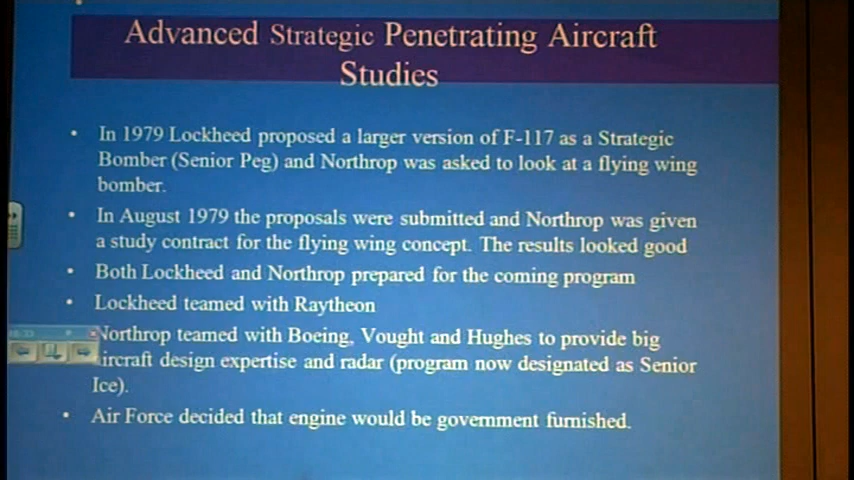 Advanced Strategic Penetrating Aircraft
Studies
• In 1979 Lockheed proposed a larger version of F-117 as a Strategic
Bomber (Senior Peg) and Northrop was asked to look at a flying wing
bomber.
• In August 1979 the proposals were submitted and Northrop was given
a study contract for the flying wing concept. The results looked good
• Both Lockheed and Northrop prepared for the coming program
• Lockheed teamed with Raytheon
Northrop teamed with Boeing, Vought and Hughes to provide big
ircraft design expertise and radar (program now designated as Senior
Ice).
• Air Force decided that engine would be government furnished.